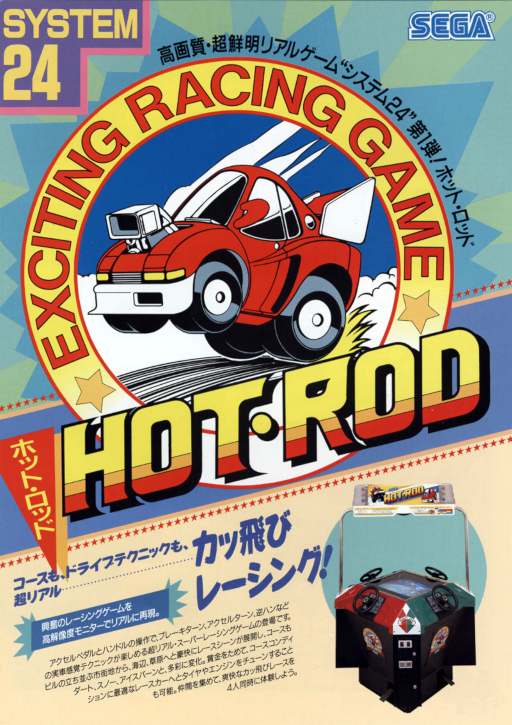 SYSTEM
24
SEGA®
高画質・超鮮明リアルゲーム“システム24”第1弾!ホット・ロッド
EXCITING RACING GAME
HOT・ROD
ホット・ロッド
コースも、ドライブテクニックも、
超リアル
カッ飛び
レーシング!
興奮のレーシングゲームを
高解像度モニターでリアルに再現。
アクセルペダルとハンドルの操作で、ブレーキターン、アクセルターン、逆ハンなど
の実車感覚テクニックが楽しめる超リアル・スーパーレーシングゲームの登場です。
ビルの立ち並ぶ市街地から、海辺、草原へと豪快にレースシーンが展開し、コースも
ダート、スノー、アイスバーンと、多彩に変化。賞金をためて、コースコンディ
ションに最適なレースカーへとタイヤやエンジンをチューンすること
も可能。仲間を集めて、爽快なカッ飛びレースを
4人同時に体験しよう。
HOT・ROD